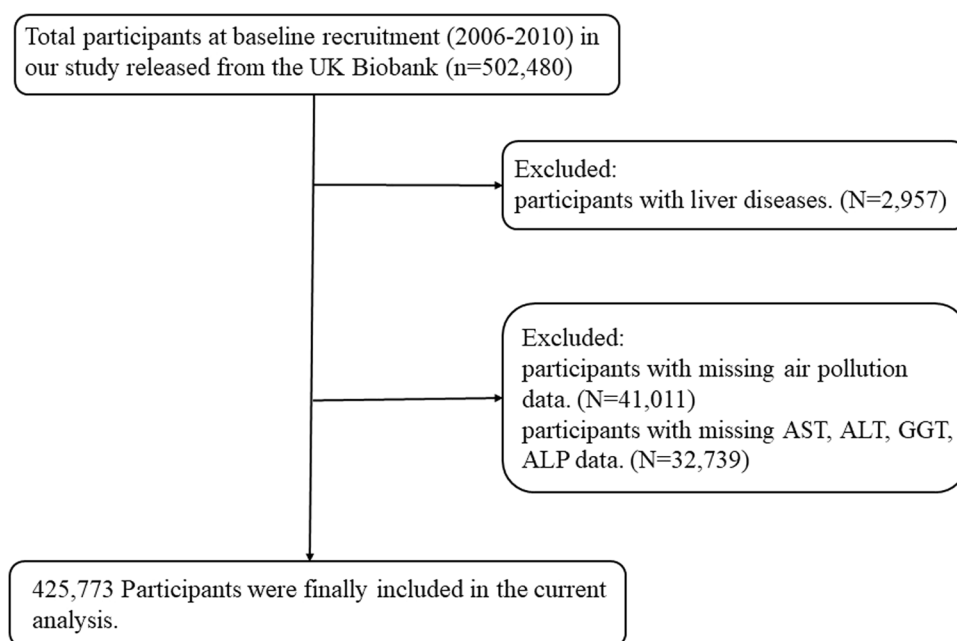 Total participants at baseline recruitment (2006-2010) in
our study released from the UK Biobank (n=502,480)
Excluded:
participants with liver diseases. (N=2,957)
Excluded:
participants with missing air pollution
data. (N=41,011)
participants with missing AST, ALT, GGT,
ALP data. (N=32,739)
425,773 Participants were finally included in the current
analysis.